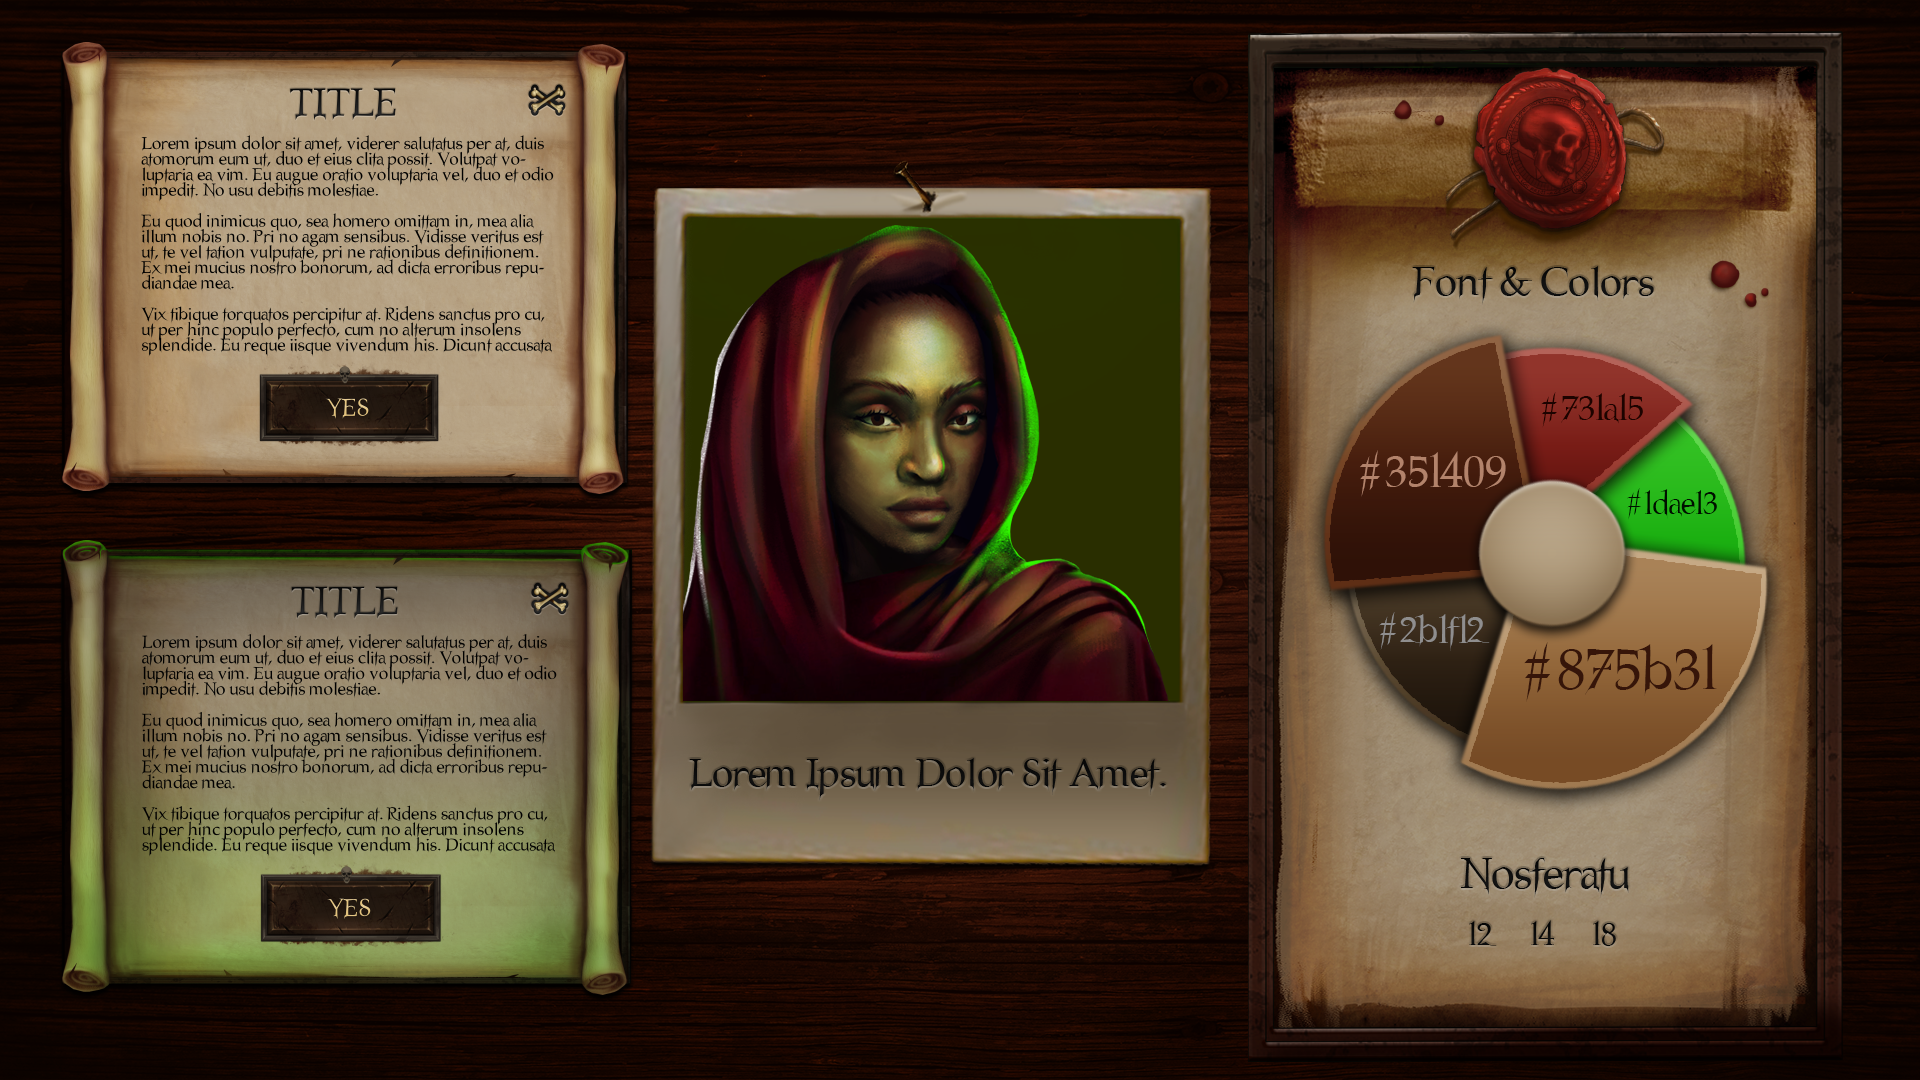 TITLE
Lorem ipsum dolor sit amet, viderer salutatus per at, duis
atomorum eum ut, duo et eius clita possit. Volutpat vo-
luptaria ea vim. Eu augue oratio voluptaria vel, duo et odio
impedit. No usu debitis molestiae.
Eu quod inimicus quo, sea homero omittam in, mea alia
illum nobis no. Pri no agam sensibus. Vidisse veritus est
ut, te vel tation vulputate, pri ne rationibus definitionem.
Ex mei mucius nostro bonorum, ad dicta erroribus repu-
diandae mea.
Vix tibique torquatos percipitur at. Ridens sanctus pro cu,
ut per hinc populo perfecto, cum no alterum insolens
splendide. Eu reque iisque vivendum his. Dicunt accusata
YES
TITLE
Lorem ipsum dolor sit amet, viderer salutatus per at, duis
atomorum eum ut, duo et eius clita possit. Volutpat vo-
luptaria ea vim. Eu augue oratio voluptaria vel, duo et odio
impedit. No usu debitis molestiae.
Eu quod inimicus quo, sea homero omittam in, mea alia
illum nobis no. Pri no agam sensibus. Vidisse veritus est
ut, te vel tation vulputate, pri ne rationibus definitionem.
Ex mei mucius nostro bonorum, ad dicta erroribus repu-
diandae mea.
Vix tibique torquatos percipitur at. Ridens sanctus pro cu,
ut per hinc populo perfecto, cum no alterum insolens
splendide. Eu reque iisque vivendum his. Dicunt accusata
YES
Lorem Ipsum Dolor Sit Amet.
Font & Colors
#731a15
#351409
#1dae13
#2b1f12
#875b31
Nosferatu
12 14 18